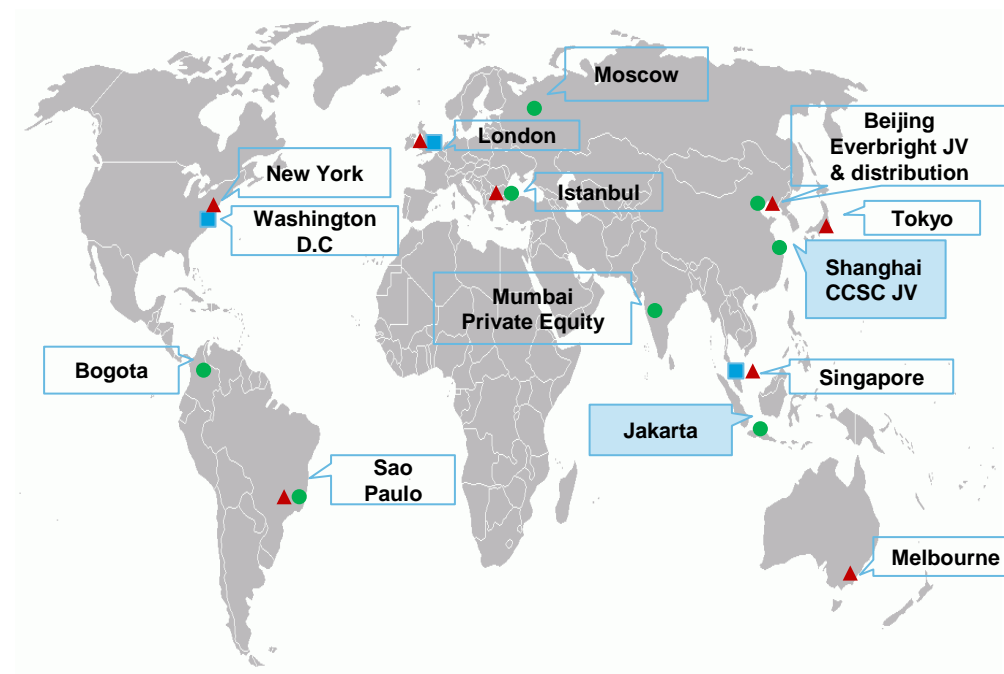 Moscow
Beijing
Everbright JV
& distribution
London
New York
Istanbul
Tokyo
Washington
D.C
Shanghai
CCSC JV
Mumbai
Private Equity
Bogota
Singapore
Jakarta
Sao
Paulo
Melbourne